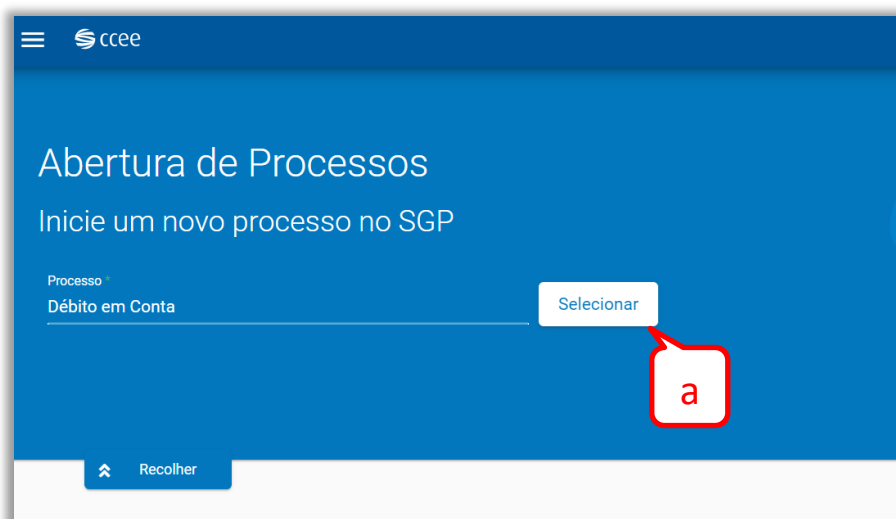 ccee
Abertura de Processos
Inicie um novo processo no SGP
Processo *
Débito em Conta
Selecionar
a
Recolher